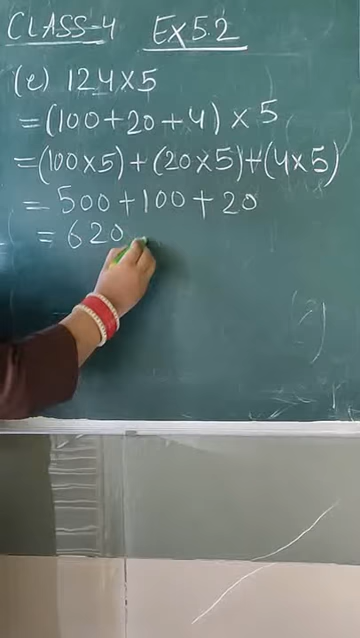 CLASS-4 EX 5.2
(e) 124×5
=(100+20+4) × 5
=(100×5)+(20×5)+(4×5)
= 500+100+20
= 620